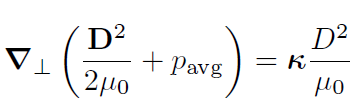 ∇⊥ ( D² / 2μ₀ + p_avg ) = κ D² / μ₀